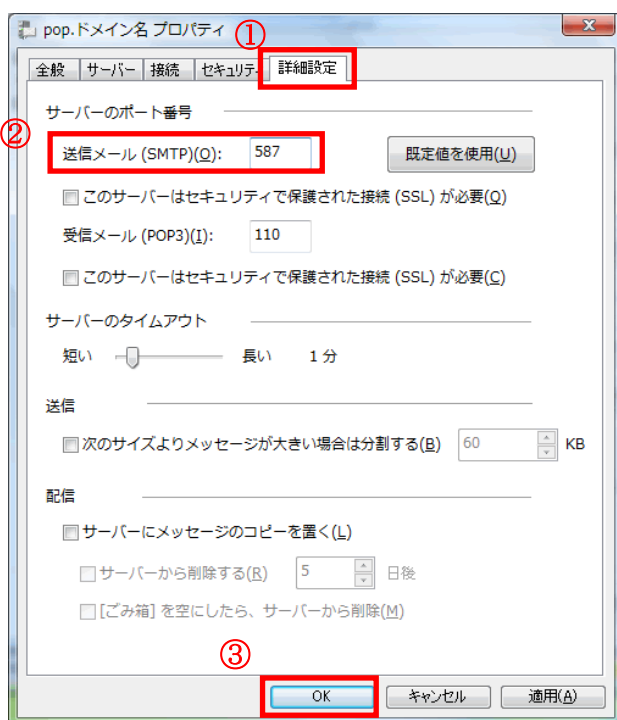 pop.ドメイン名 プロパティ ①
全般 サーバー 接続 セキュリティ 詳細設定
サーバーのポート番号
②
送信メール (SMTP)(O): 587 既定値を使用(U)
このサーバーはセキュリティで保護された接続 (SSL) が必要(Q)
受信メール (POP3)(I): 110
このサーバーはセキュリティで保護された接続 (SSL) が必要(C)
サーバーのタイムアウト
短い 長い 1 分
送信
次のサイズよりメッセージが大きい場合は分割する(B) 60 KB
配信
サーバーにメッセージのコピーを置く(L)
サーバーから削除する(R) 5 日後
[ごみ箱] を空にしたら、サーバーから削除(M)
③
OK キャンセル 適用(A)